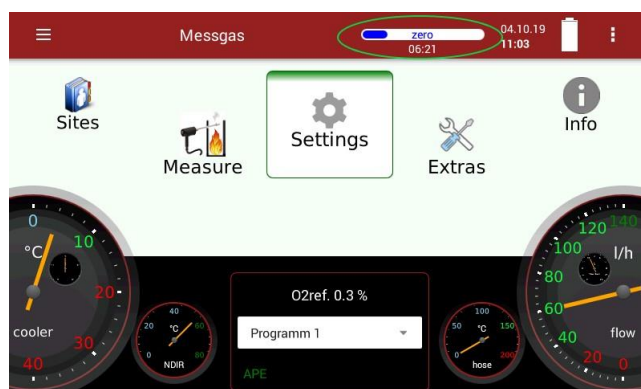 Messgas
zero
06:21
04.10.19
11:03
Sites
Measure
Settings
Extras
Info
0
10
20
30
40
°C
cooler
0
20
40
60
80
°C
NDIR
O2ref. 0.3 %
Programm 1
APE
0
50
100
150
200
°C
hose
140
120
100
80
60
40
20
0
l/h
flow